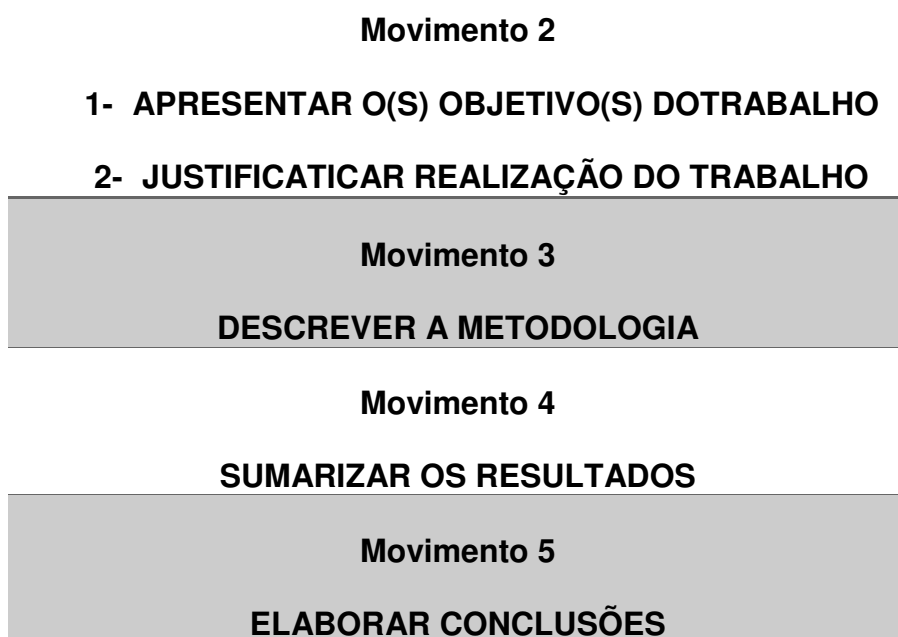 Movimento 2
1- APRESENTAR O(S) OBJETIVO(S) DOTRABALHO
2- JUSTIFICATICAR REALIZAÇÃO DO TRABALHO
Movimento 3
DESCREVER A METODOLOGIA
Movimento 4
SUMARIZAR OS RESULTADOS
Movimento 5
ELABORAR CONCLUSÕES